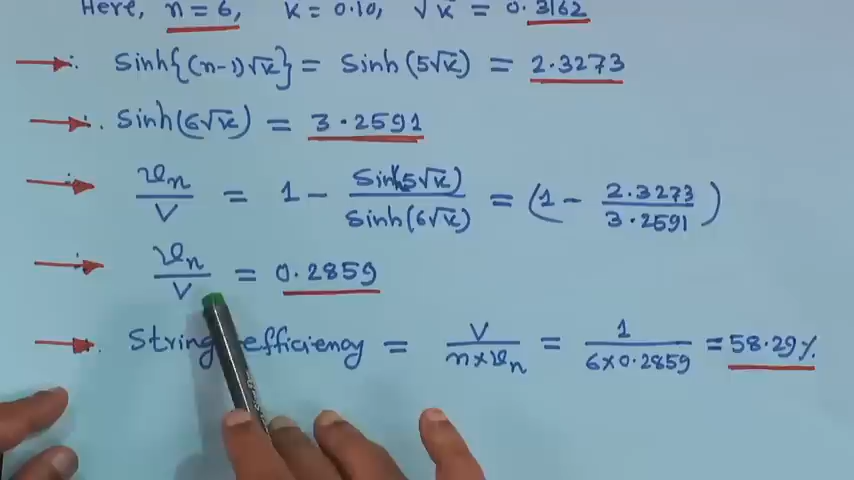 Here, n = 6, k = 0.10, √k = 0.3162
∴ Sinh{(n-1)√k} = Sinh(5√k) = 2.3273
∴ Sinh(6√k) = 3.2591
∴ vn/V = 1 - Sinh(5√k)/Sinh(6√k) = (1 - 2.3273/3.2591)
∴ vn/V = 0.2859
∴ String efficiency = V/(n×vn) = 1/(6×0.2859) = 58.29%